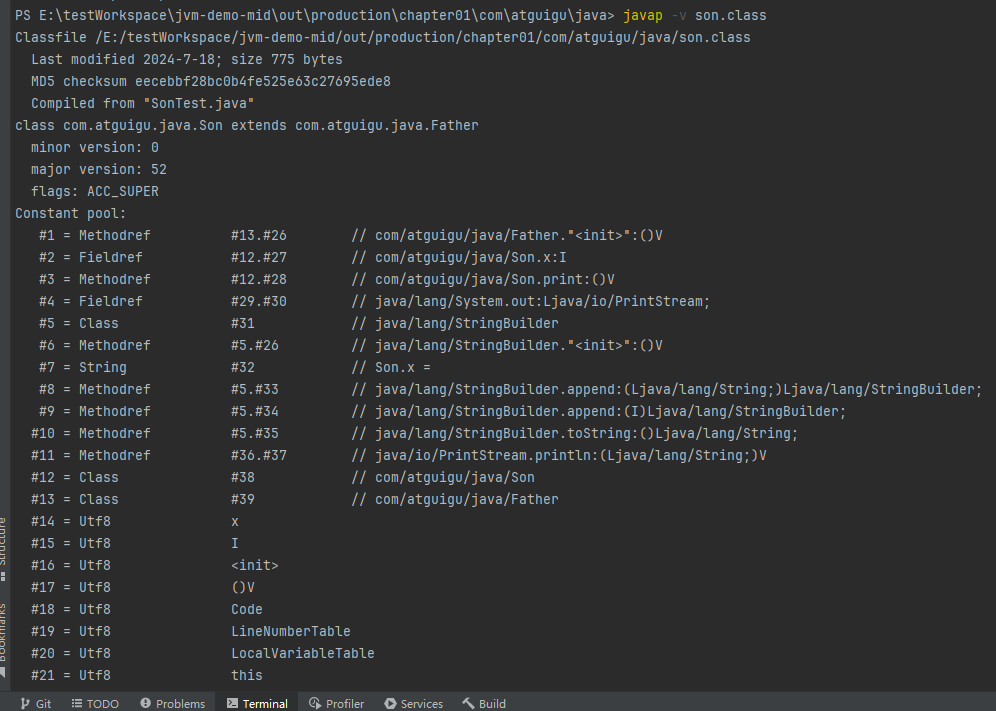 PS E:\testWorkspace\jvm-demo-mid\out\production\chapter01\com\atguigu\java> javap -v son.class
Classfile /E:/testWorkspace/jvm-demo-mid/out/production/chapter01/com/atguigu/java/son.class
  Last modified 2024-7-18; size 775 bytes
  MD5 checksum eecebbf28bc0b4fe525e63c27695ede8
  Compiled from "SonTest.java"
class com.atguigu.java.Son extends com.atguigu.java.Father
  minor version: 0
  major version: 52
  flags: ACC_SUPER
Constant pool:
   #1 = Methodref          #13.#26        // com/atguigu/java/Father."<init>":()V
   #2 = Fieldref           #12.#27        // com/atguigu/java/Son.x:I
   #3 = Methodref          #12.#28        // com/atguigu/java/Son.print:()V
   #4 = Fieldref           #29.#30        // java/lang/System.out:Ljava/io/PrintStream;
   #5 = Class              #31            // java/lang/StringBuilder
   #6 = Methodref          #5.#26         // java/lang/StringBuilder."<init>":()V
   #7 = String             #32            // Son.x =
   #8 = Methodref          #5.#33         // java/lang/StringBuilder.append:(Ljava/lang/String;)Ljava/lang/StringBuilder;
   #9 = Methodref          #5.#34         // java/lang/StringBuilder.append:(I)Ljava/lang/StringBuilder;
  #10 = Methodref          #5.#35         // java/lang/StringBuilder.toString:()Ljava/lang/String;
  #11 = Methodref          #36.#37        // java/io/PrintStream.println:(Ljava/lang/String;)V
  #12 = Class              #38            // com/atguigu/java/Son
  #13 = Class              #39            // com/atguigu/java/Father
  #14 = Utf8               x
  #15 = Utf8               I
  #16 = Utf8               <init>
  #17 = Utf8               ()V
  #18 = Utf8               Code
  #19 = Utf8               LineNumberTable
  #20 = Utf8               LocalVariableTable
  #21 = Utf8               this
Structure
Bookmarks
Git TODO Problems Terminal Profiler Services Build